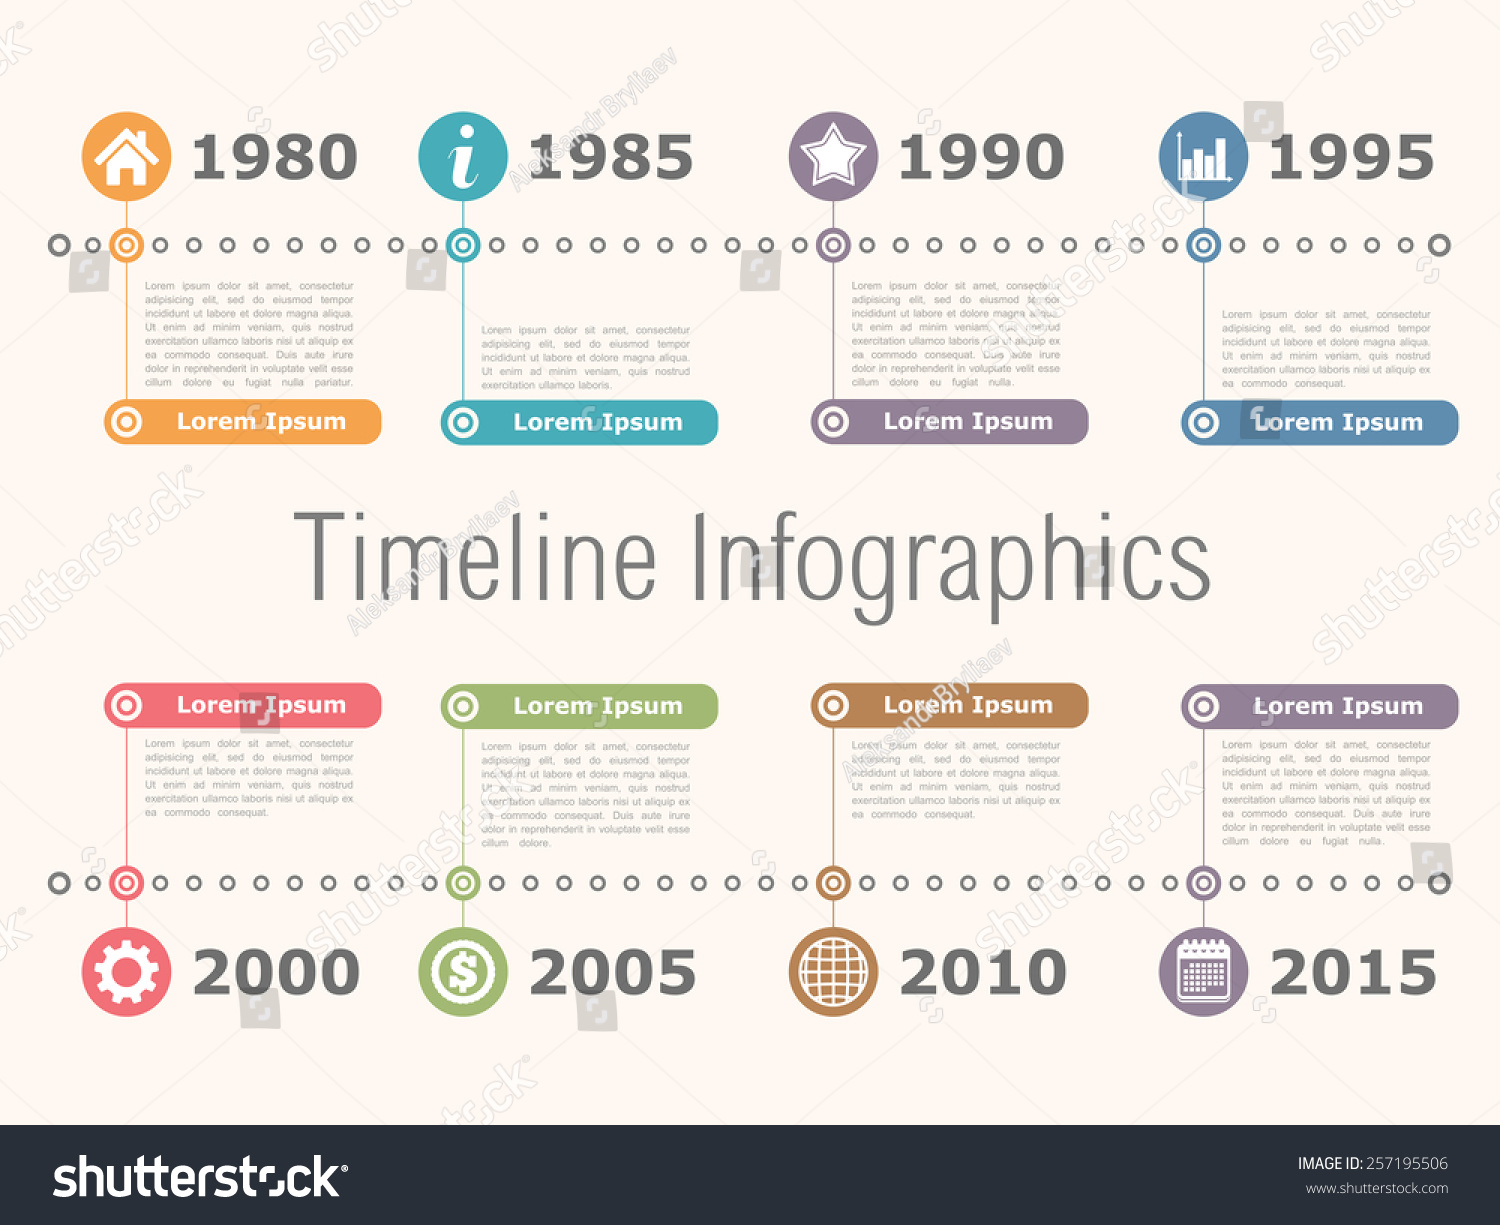 1980
1985
1990
1995
Lorem ipsum dolor sit amet, consectetur
adipisicing elit, sed do eiusmod tempor
incididunt ut labore et dolore magna aliqua.
Ut enim ad minim veniam, quis nostrud
exercitation ullamco laboris nisi ut aliquip ex
ea commodo consequat. Duis aute irure
dolor in reprehenderit in voluptate velit esse
cillum dolore eu fugiat nulla pariatur.
Lorem Ipsum
Lorem ipsum dolor sit amet, consectetur
adipisicing elit, sed do eiusmod tempor
incididunt ut labore et dolore magna aliqua.
Ut enim ad minim veniam, quis nostrud
exercitation ullamco laboris.
Lorem Ipsum
Lorem ipsum dolor sit amet, consectetur
adipisicing elit, sed do eiusmod tempor
incididunt ut labore et dolore magna aliqua.
Ut enim ad minim veniam, quis nostrud
exercitation ullamco laboris nisi ut aliquip ex
ea commodo consequat. Duis aute irure
dolor in reprehenderit in voluptate velit esse
cillum dolore eu fugiat nulla.
Lorem Ipsum
Lorem ipsum dolor sit amet, consectetur
adipisicing elit, sed do eiusmod tempor
incididunt ut labore et dolore magna aliqua.
Ut enim ad minim veniam, quis nostrud
exercitation ullamco laboris nisi ut aliquip ex
ea commodo consequat.
Lorem Ipsum
Timeline Infographics
Lorem Ipsum
Lorem ipsum dolor sit amet, consectetur
adipisicing elit, sed do eiusmod tempor
incididunt ut labore et dolore magna aliqua.
Ut enim ad minim veniam, quis nostrud
exercitation ullamco laboris nisi ut aliquip ex
ea commodo consequat.
Lorem Ipsum
Lorem ipsum dolor sit amet, consectetur
adipisicing elit, sed do eiusmod tempor
incididunt ut labore et dolore magna aliqua.
Ut enim ad minim veniam, quis nostrud
exercitation ullamco laboris nisi ut aliquip ex
ea commodo consequat. Duis aute irure
dolor in reprehenderit in voluptate velit esse
cillum dolore.
Lorem Ipsum
Lorem ipsum dolor sit amet, consectetur
adipisicing elit, sed do eiusmod tempor
incididunt ut labore et dolore magna aliqua.
Ut enim ad minim veniam, quis nostrud
exercitation ullamco laboris nisi ut aliquip ex
ea commodo consequat.
Lorem Ipsum
Lorem ipsum dolor sit amet, consectetur
adipisicing elit, sed do eiusmod tempor
incididunt ut labore et dolore magna aliqua.
Ut enim ad minim veniam, quis nostrud
exercitation ullamco laboris nisi ut aliquip ex
ea commodo consequat. Duis aute irure
dolor in reprehenderit in voluptate velit esse
cillum dolore eu fugiat nulla.
2000
2005
2010
2015
shutterstock
Aleksandr Bryliaev
IMAGE ID: 257195506
www.shutterstock.com